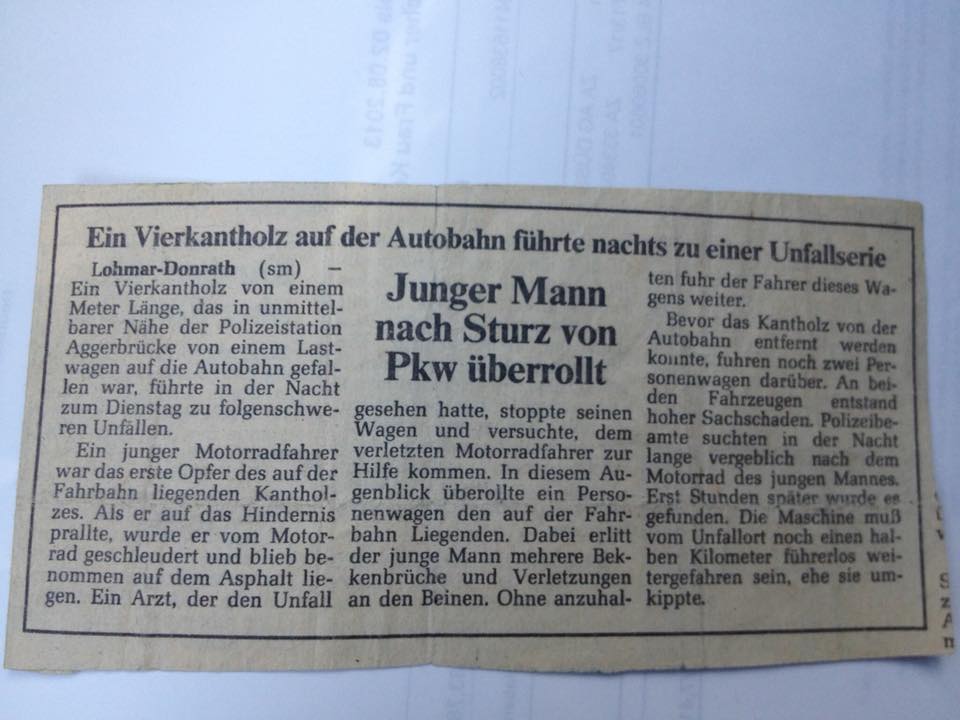 Ein Vierkantholz auf der Autobahn führte nachts zu einer Unfallserie
Junger Mann
nach Sturz von
Pkw überrollt
Lohmar-Donrath (sm) –
Ein Vierkantholz von einem
Meter Länge, das in unmittel-
barer Nähe der Polizeistation
Aggerbrücke von einem Last-
wagen auf die Autobahn gefal-
len war, führte in der Nacht
zum Dienstag zu folgenschwe-
ren Unfällen.
Ein junger Motorradfahrer
war das erste Opfer des auf der
Fahrbahn liegenden Kanthol-
zes. Als er auf das Hindernis
prallte, wurde er vom Motor-
rad geschleudert und blieb be-
nommen auf dem Asphalt lie-
gen. Ein Arzt, der den Unfall
gesehen hatte, stoppte seinen
Wagen und versuchte, dem
verletzten Motorradfahrer zur
Hilfe kommen. In diesem Au-
genblick überollte ein Perso-
nenwagen den auf der Fahr-
bahn Liegenden. Dabei erlitt
der junge Mann mehrere Bek-
kenbrüche und Verletzungen
an den Beinen. Ohne anzuhal-
ten fuhr der Fahrer dieses Wa-
gens weiter.
Bevor das Kantholz von der
Autobahn entfernt werden
konnte, fuhren noch zwei Per-
sonenwagen darüber. An bei-
den Fahrzeugen entstand
hoher Sachschaden. Polizeibe-
amte suchten in der Nacht
lange vergeblich nach dem
Motorrad des jungen Mannes.
Erst Stunden später wurde es
gefunden. Die Maschine muß
vom Unfallort noch einen hal-
ben Kilometer führerlos wei-
tergefahren sein, ehe sie um-
kippte.